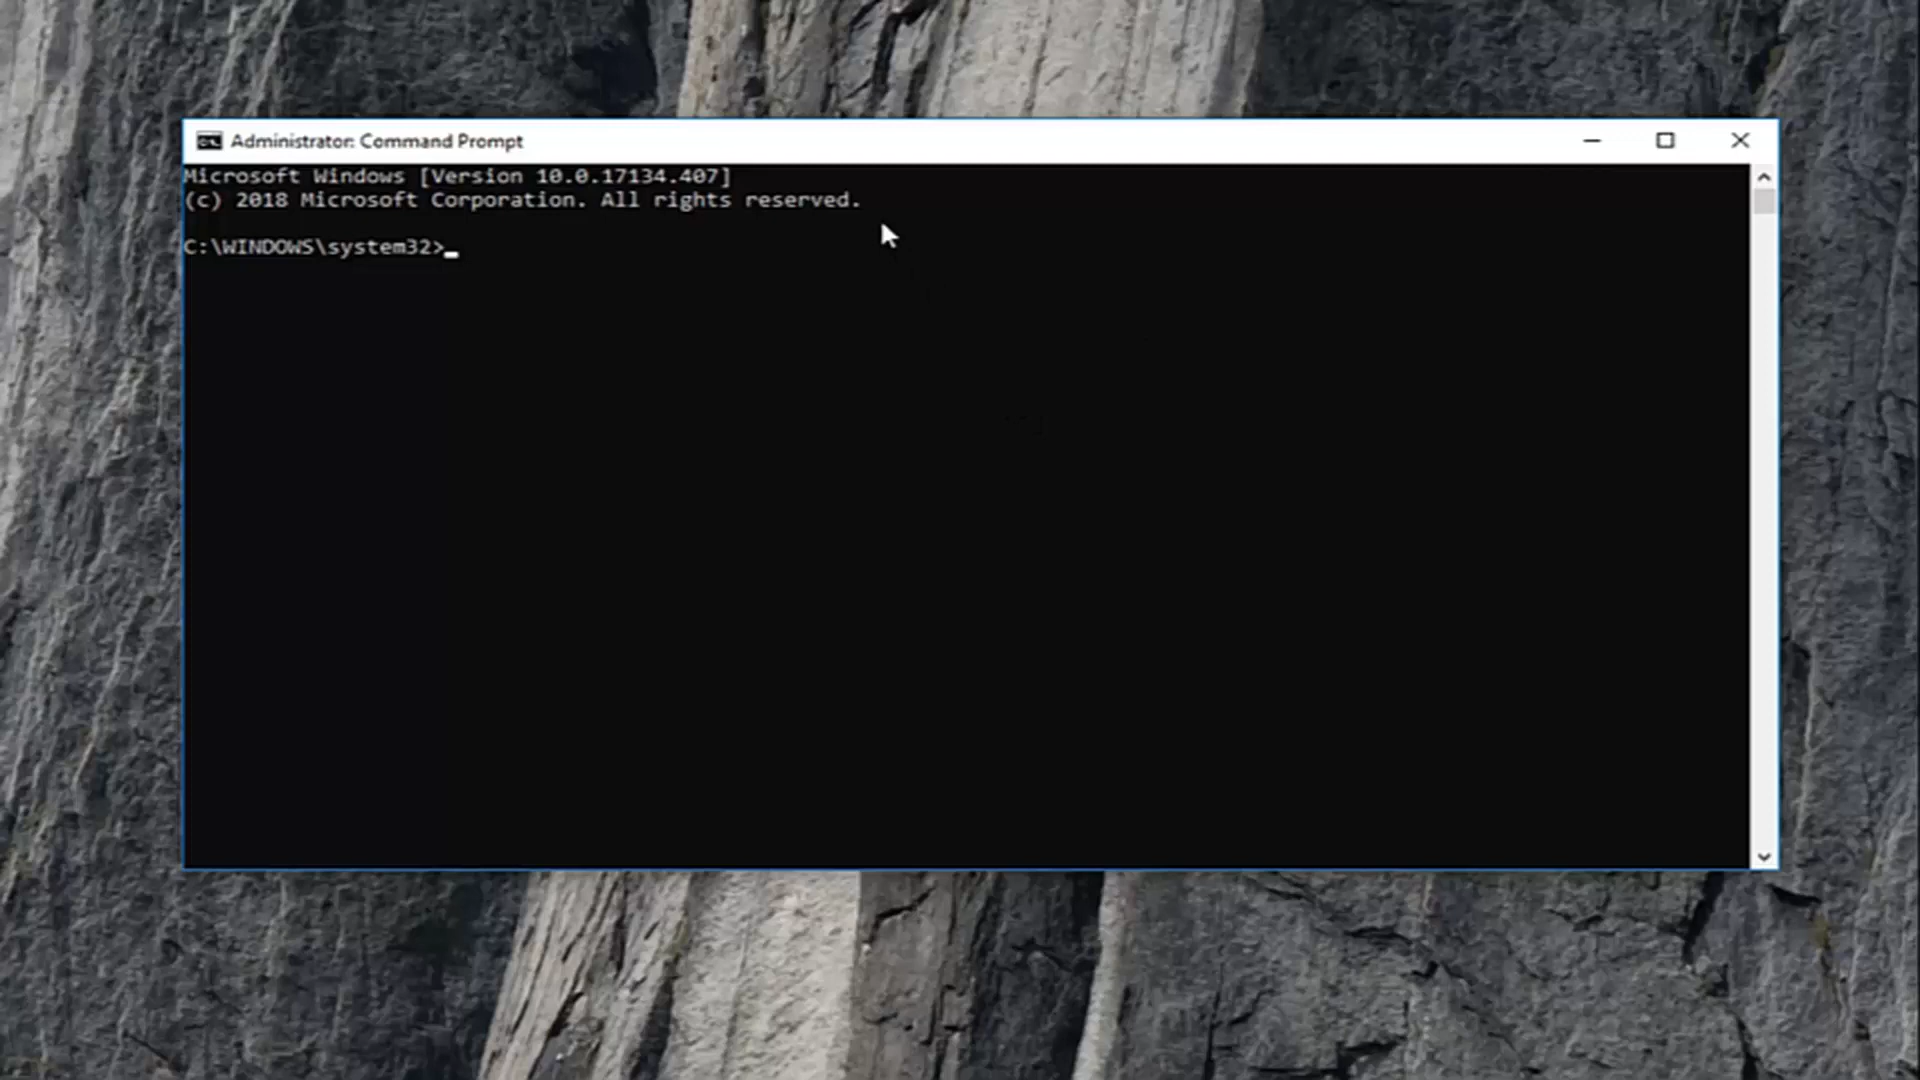 Administrator: Command Prompt
Microsoft Windows [Version 10.0.17134.407]
(c) 2018 Microsoft Corporation. All rights reserved.
C:\WINDOWS\system32>